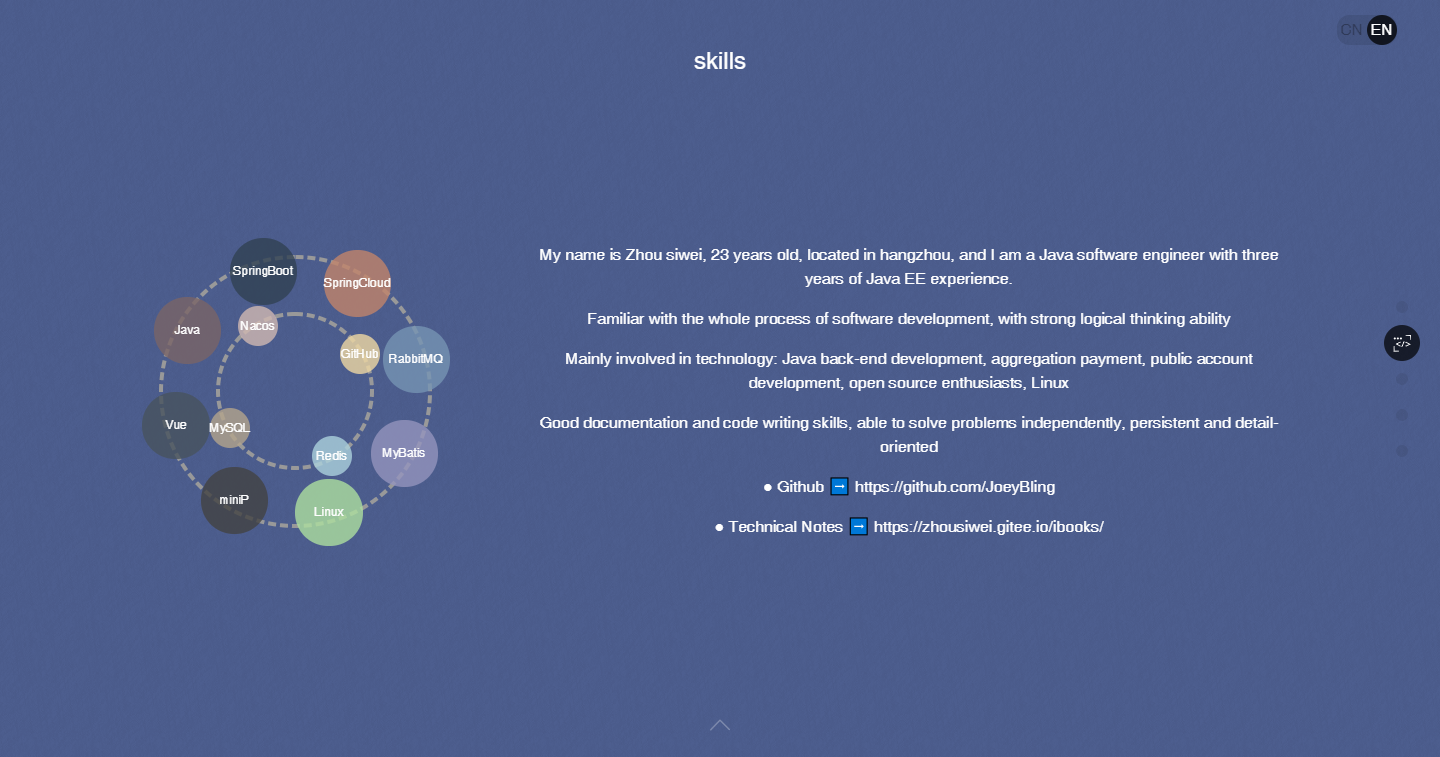 CN EN
skills
SpringBoot
SpringCloud
Java
Nacos
GitHub
RabbitMQ
Vue
MySQL
Redis
MyBatis
miniP
Linux
My name is Zhou siwei, 23 years old, located in hangzhou, and I am a Java software engineer with three
years of Java EE experience.
Familiar with the whole process of software development, with strong logical thinking ability
Mainly involved in technology: Java back-end development, aggregation payment, public account
development, open source enthusiasts, Linux
Good documentation and code writing skills, able to solve problems independently, persistent and detail-
oriented
● Github ➡ https://github.com/JoeyBling
● Technical Notes ➡ https://zhousiwei.gitee.io/ibooks/